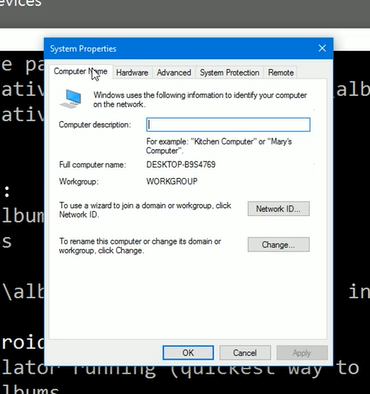 evices
System Properties
e pa
Computer Name Hardware Advanced System Protection Remote
ativ
alb
Windows uses the following information to identify your computer
on the network.
ativ
Computer description:
For example: "Kitchen Computer" or "Mary's
Computer".
Full computer name: DESKTOP-B9S4769
Workgroup: WORKGROUP
:
To use a wizard to join a domain or workgroup, click
Network ID.
Network ID...
lbum
s
To rename this computer or change its domain or
workgroup, click Change.
Change...
\alb
in
roid
OK Cancel Apply
lator running (quickest way to
lbums